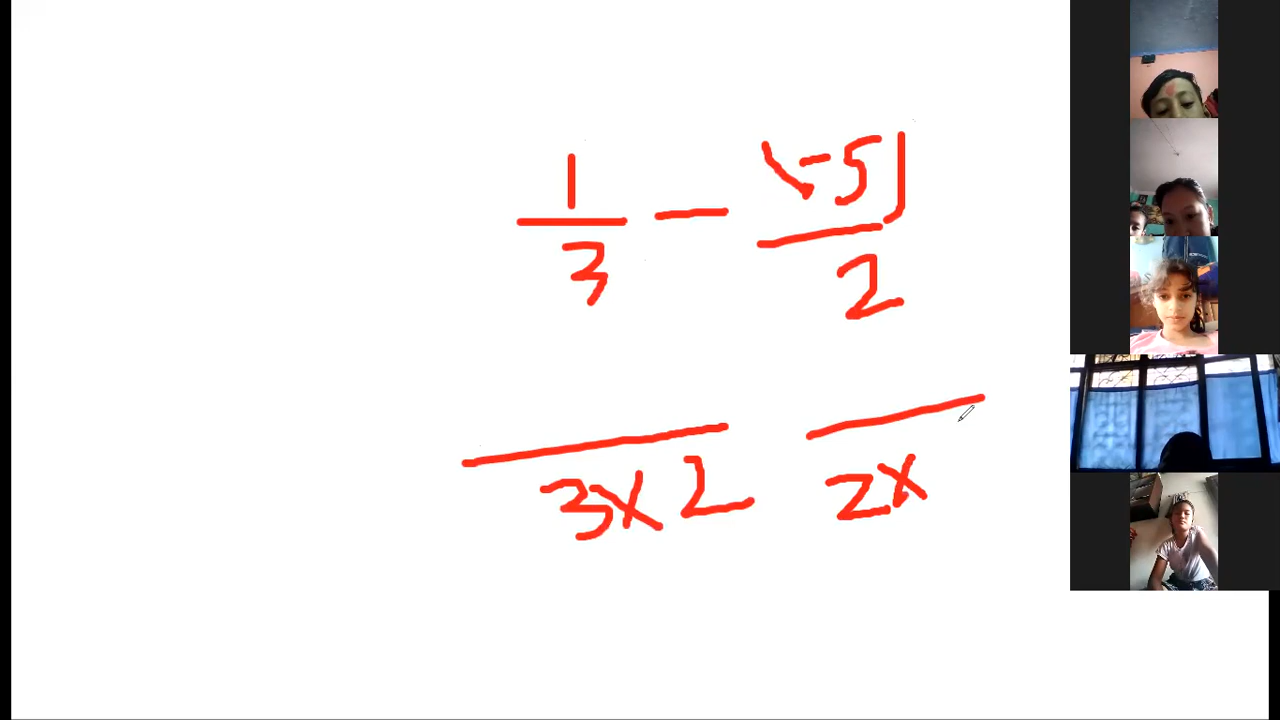 1/3 - (-5)/2
3x2 2x